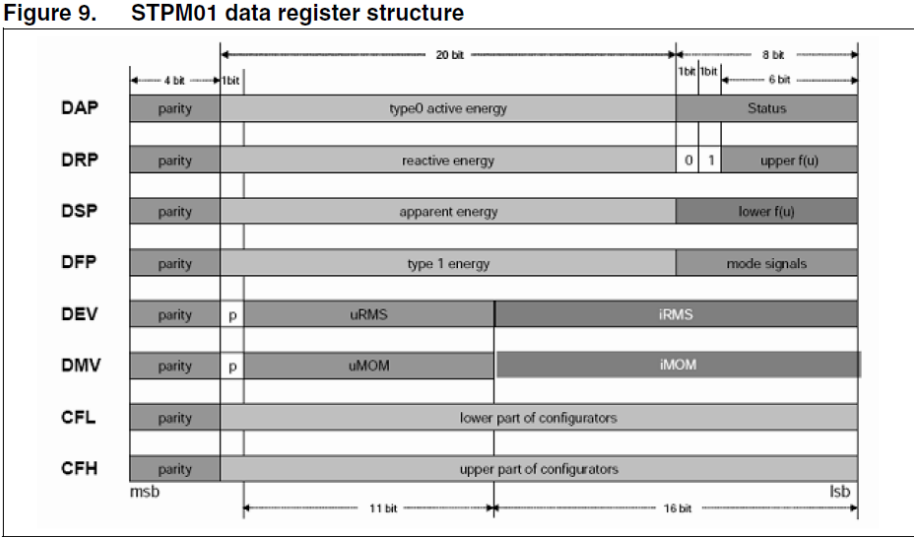 Figure 9. STPM01 data register structure
20 bit 8 bit
4 bit 1bit 1bit 1bit 6 bit
DAP parity type0 active energy Status
DRP parity reactive energy 0 1 upper f(u)
DSP parity apparent energy lower f(u)
DFP parity type 1 energy mode signals
DEV parity p uRMS iRMS
DMV parity p uMOM iMOM
CFL parity lower part of configurators
CFH parity upper part of configurators
msb lsb
11 bit 16 bit